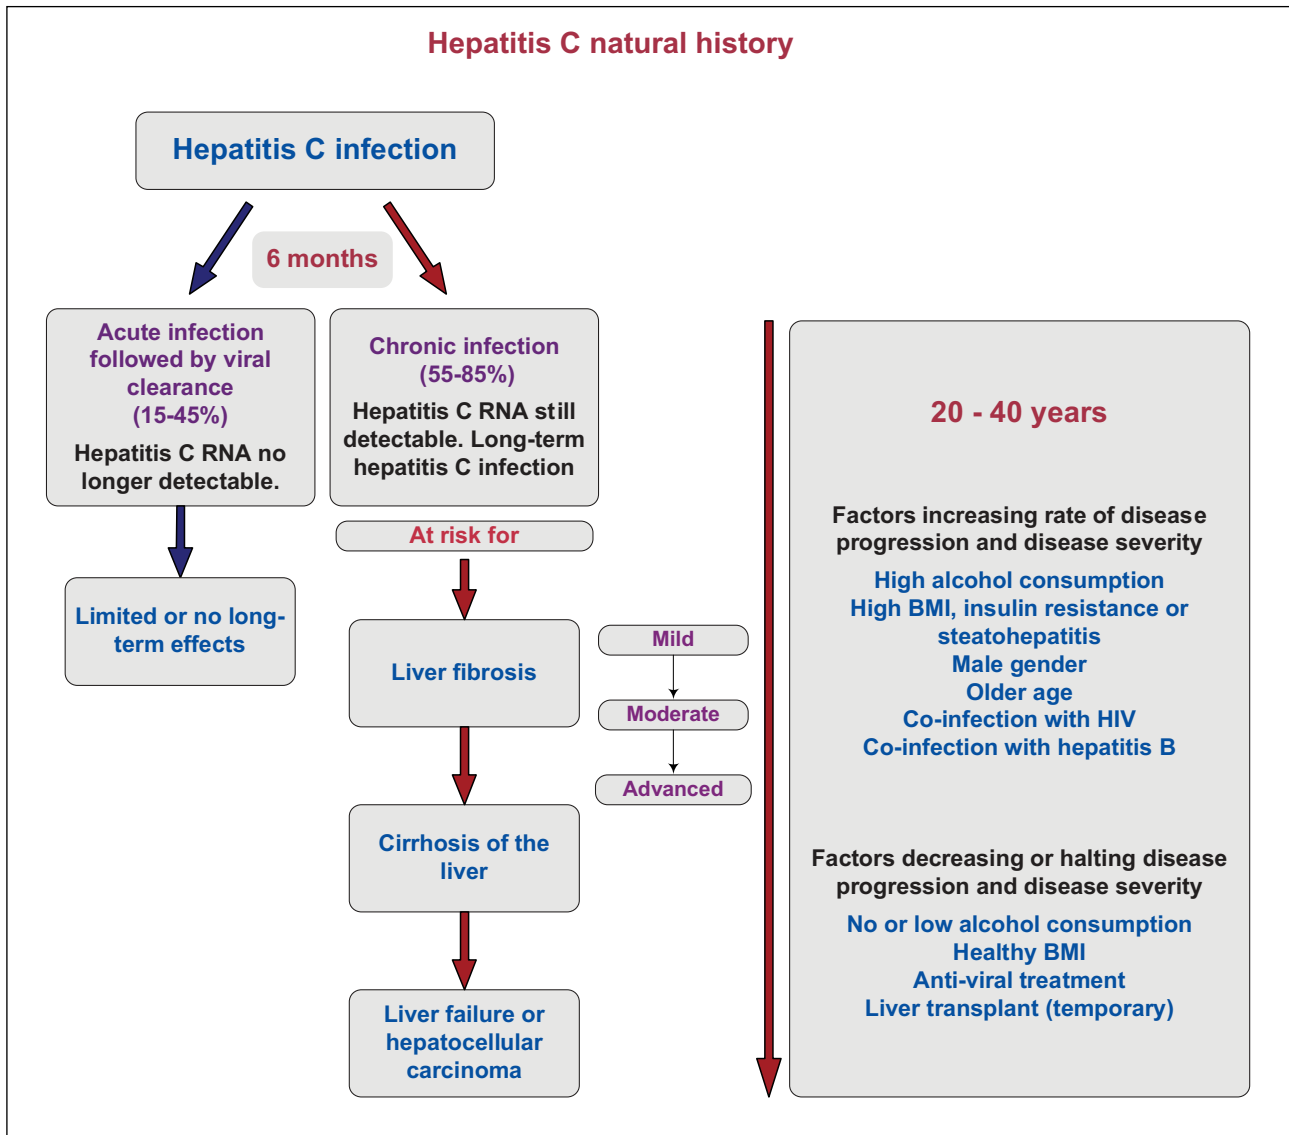 Hepatitis C natural history
Hepatitis C infection
6 months
Acute infection
followed by viral
clearance
(15-45%)
Hepatitis C RNA no
longer detectable.
Limited or no long-
term effects
Chronic infection
(55-85%)
Hepatitis C RNA still
detectable. Long-term
hepatitis C infection
At risk for
Liver fibrosis
Mild
Moderate
Advanced
Cirrhosis of the
liver
Liver failure or
hepatocellular
carcinoma
20 - 40 years
Factors increasing rate of disease
progression and disease severity
High alcohol consumption
High BMI, insulin resistance or
steatohepatitis
Male gender
Older age
Co-infection with HIV
Co-infection with hepatitis B
Factors decreasing or halting disease
progression and disease severity
No or low alcohol consumption
Healthy BMI
Anti-viral treatment
Liver transplant (temporary)